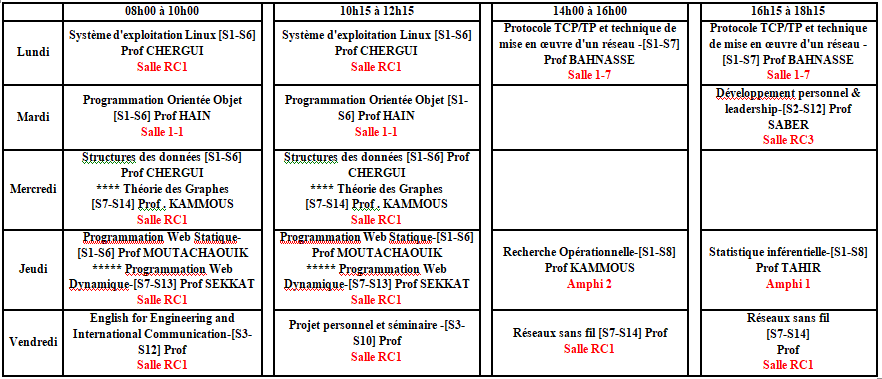 08h00 à 10h00
10h15 à 12h15
14h00 à 16h00
16h15 à 18h15
Lundi
Système d'exploitation Linux [S1-S6]
Prof CHERGUI
Salle RC1
Système d'exploitation Linux [S1-S6]
Prof CHERGUI
Salle RC1
Protocole TCP/TP et technique de
mise en œuvre d'un réseau -[S1-S7]
Prof BAHNASSE
Salle 1-7
Protocole TCP/TP et technique
de mise en œuvre d'un réseau -
[S1-S7] Prof BAHNASSE
Salle 1-7
Mardi
Programmation Orientée Objet
[S1-S6] Prof HAIN
Salle 1-1
Programmation Orientée Objet [S1-
S6] Prof HAIN
Salle 1-1
Développement personnel &
leadership-[S2-S12] Prof
SABER
Salle RC3
Mercredi
Structures des données [S1-S6]
Prof CHERGUI
**** Théorie des Graphes
[S7-S14] Prof . KAMMOUS
Salle RC1
Structures des données [S1-S6] Prof
CHERGUI
**** Théorie des Graphes
[S7-S14] Prof . KAMMOUS
Salle RC1
Jeudi
Programmation Web Statique-
[S1-S6] Prof MOUTACHAOUIK
***** Programmation Web
Dynamique-[S7-S13] Prof SEKKAT
Salle RC1
Programmation Web Statique-[S1-S6]
Prof MOUTACHAOUIK
***** Programmation Web
Dynamique-[S7-S13] Prof SEKKAT
Salle RC1
Recherche Opérationnelle-[S1-S8]
Prof KAMMOUS
Amphi 2
Statistique inférentielle-[S1-S8]
Prof TAHIR
Amphi 1
Vendredi
English for Engineering and
International Communication-[S3-
S12] Prof
Salle RC1
Projet personnel et séminaire -[S3-
S10] Prof
Salle RC1
Réseaux sans fil [S7-S14] Prof
Salle RC1
Réseaux sans fil
[S7-S14]
Prof
Salle RC1